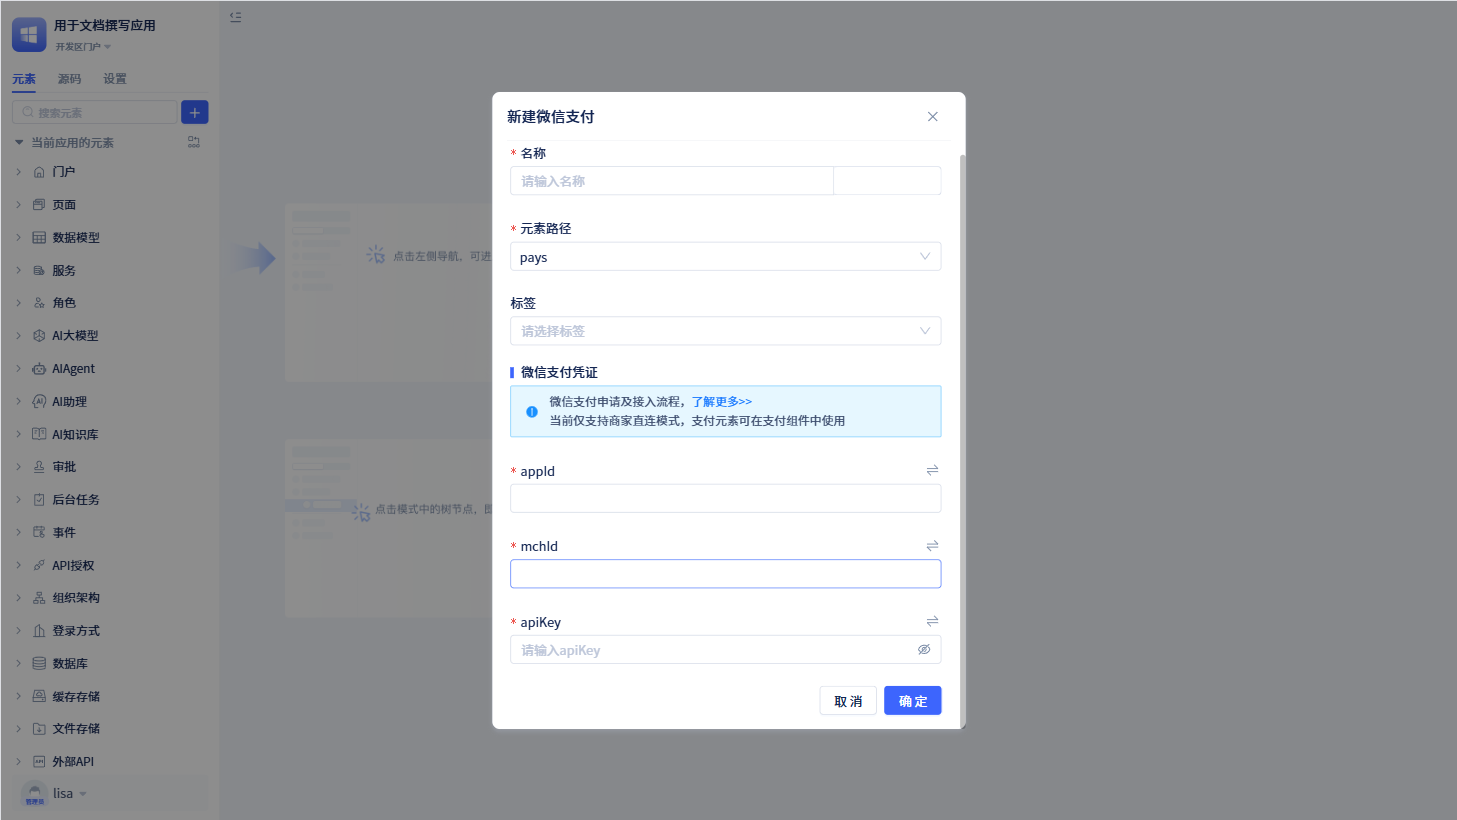 用于文档撰写应用
开发区门户
元素 源码 设置
搜索元素
当前应用的元素
门户
页面
数据模型
服务
角色
AI大模型
AIAgent
AI助理
AI知识库
审批
后台任务
事件
API授权
组织架构
登录方式
数据库
缓存存储
文件存储
外部API
管理员
lisa
点击左侧导航，可进
点击模式中的树节点，即
新建微信支付
* 名称
请输入名称
* 元素路径
pays
标签
请选择标签
微信支付凭证
微信支付申请及接入流程，了解更多>>
当前仅支持商家直连模式，支付元素可在支付组件中使用
* appId
* mchId
* apiKey
请输入apiKey
取 消 确 定